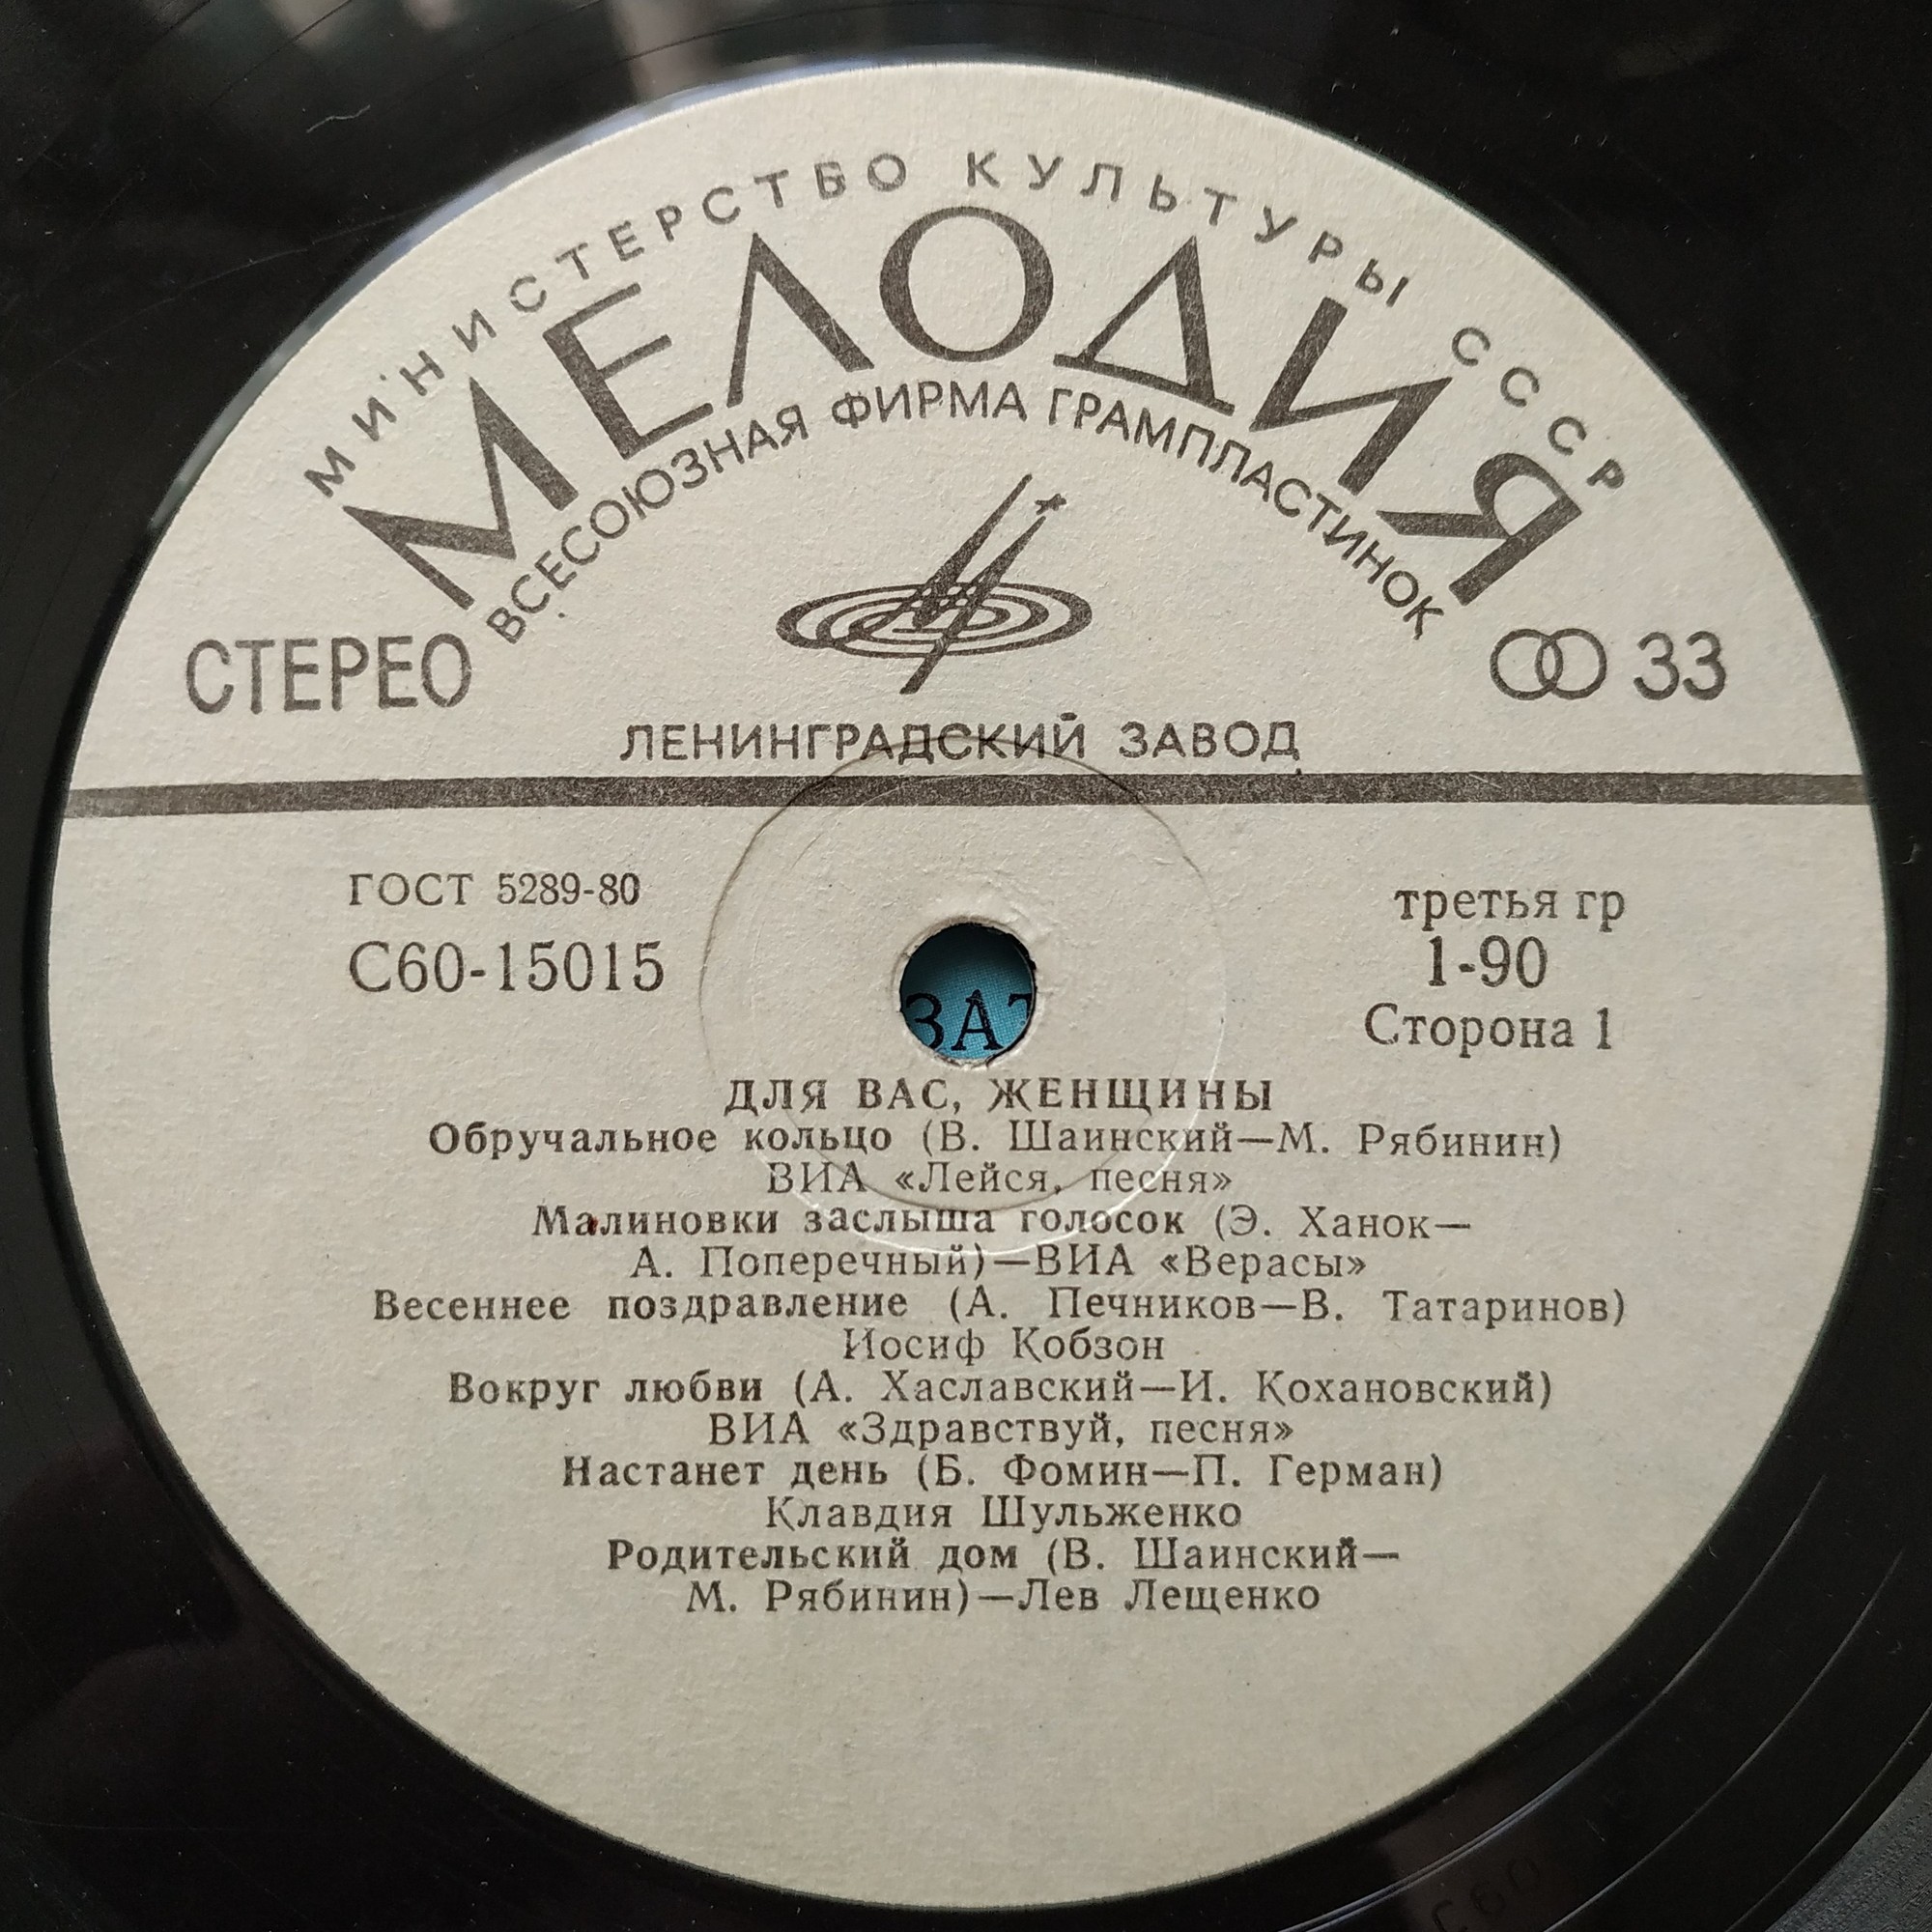 МИНИСТЕРСТВО КУЛЬТУРЫ СССР
МЕЛОДИЯ
ВСЕСОЮЗНАЯ ФИРМА ГРАМПЛАСТИНОК
СТЕРЕО
33
ЛЕНИНГРАДСКИЙ ЗАВОД
ГОСТ 5289-80
третья гр
С60-15015
1-90
Сторона 1
ЗАТ
ДЛЯ ВАС, ЖЕНЩИНЫ
Обручальное кольцо (В. Шаинский—М. Рябинин)
ВИА «Лейся, песня»
Малиновки заслыша голосок (Э. Ханок—
А. Поперечный)—ВИА «Верасы»
Весеннее поздравление (А. Печников—В. Татаринов)
Иосиф Кобзон
Вокруг любви (А. Хаславский—И. Кохановский)
ВИА «Здравствуй, песня»
Настанет день (Б. Фомин—П. Герман)
Клавдия Шульженко
Родительский дом (В. Шаинский—
М. Рябинин)—Лев Лещенко
С60